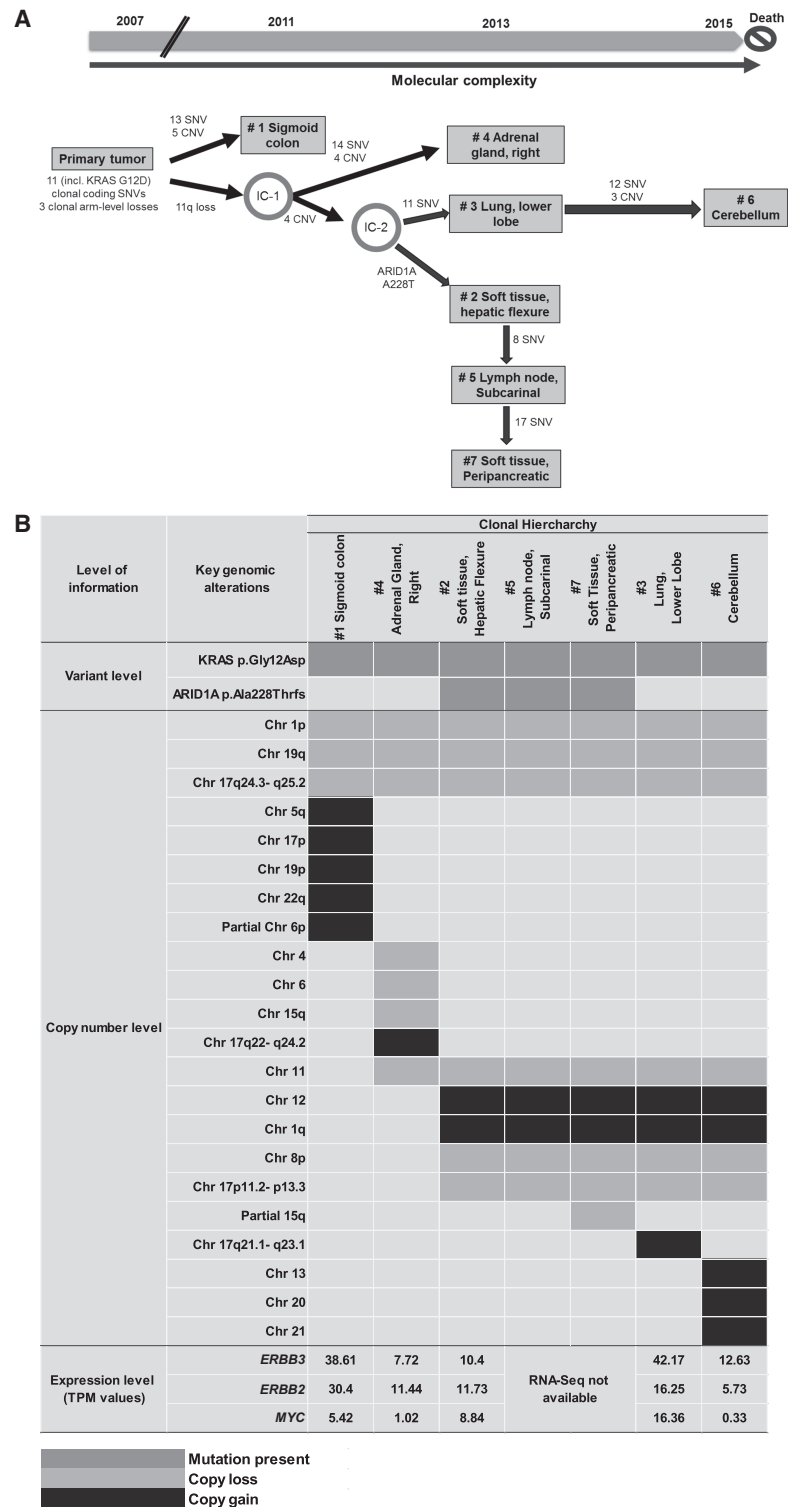 A
2007
2011
2013
2015
Death
Molecular complexity
13 SNV
5 CNV
# 1 Sigmoid
colon
14 SNV
4 CNV
# 4 Adrenal
gland, right
Primary tumor
11 (incl. KRAS G12D)
clonal coding SNVs
3 clonal arm-level losses
11q loss
IC-1
4 CNV
IC-2
11 SNV
# 3 Lung, lower
lobe
12 SNV
3 CNV
# 6
Cerebellum
ARID1A
A228T
# 2 Soft tissue,
hepatic flexure
8 SNV
# 5 Lymph node,
Subcarinal
17 SNV
#7 Soft tissue,
Peripancreatic
B
Level of
information
Key genomic
alterations
Clonal Hiercharchy
#1 Sigmoid colon
#4
Adrenal Gland,
Right
#2
Soft tissue,
Hepatic Flexure
#5
Lymph node,
Subcarinal
#7
Soft Tissue,
Peripancreatic
#3
Lung,
Lower Lobe
#6
Cerebellum
Variant level
KRAS p.Gly12Asp
ARID1A p.Ala228Thrfs
Copy number level
Chr 1p
Chr 19q
Chr 17q24.3- q25.2
Chr 5q
Chr 17p
Chr 19p
Chr 22q
Partial Chr 6p
Chr 4
Chr 6
Chr 15q
Chr 17q22- q24.2
Chr 11
Chr 12
Chr 1q
Chr 8p
Chr 17p11.2- p13.3
Partial 15q
Chr 17q21.1- q23.1
Chr 13
Chr 20
Chr 21
Expression level
(TPM values)
ERBB3 38.61 7.72 10.4 42.17 12.63
ERBB2 30.4 11.44 11.73 16.25 5.73
MYC 5.42 1.02 8.84 16.36 0.33
RNA-Seq not
available
Mutation present
Copy loss
Copy gain